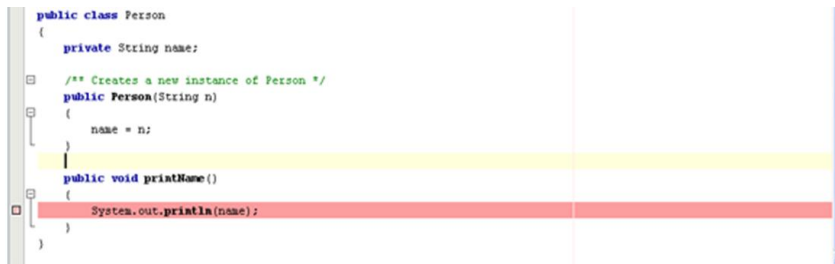 public class Person
{
private String name;
/** Creates a new instance of Person */
public Person(String n)
{
name = n;
}
public void printName()
{
System.out.println(name);
}
}